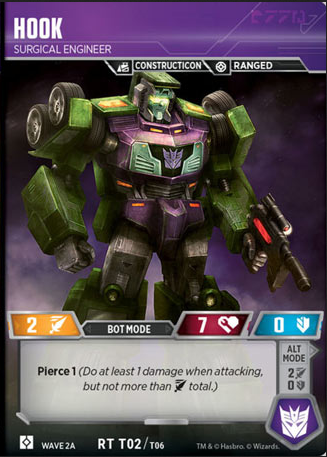 HOOK
SURGICAL ENGINEER
CONSTRUCTICON RANGED
2 BOT MODE 7 0
ALT
MODE
2
0
Pierce 1 (Do at least 1 damage when attacking,
but not more than total.)
WAVE 2A RT T02/T06 TM & © Hasbro. © Wizards.